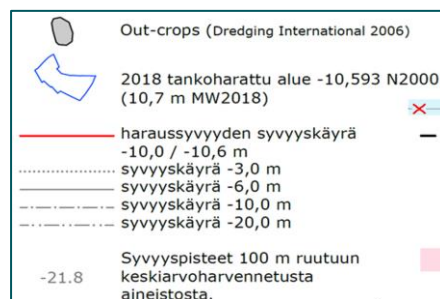 Out-crops (Dredging International 2006)
2018 tankoharattu alue -10,593 N2000
(10,7 m MW2018)
haraussyvyyden syvyyskäyrä
-10,0 / -10,6 m
syvyyskäyrä -3,0 m
syvyyskäyrä -6,0 m
syvyyskäyrä -10,0 m
syvyyskäyrä -20,0 m
-21.8
Syvyyspisteet 100 m ruutuun
keskiarvoharvennetusta
aineistosta.